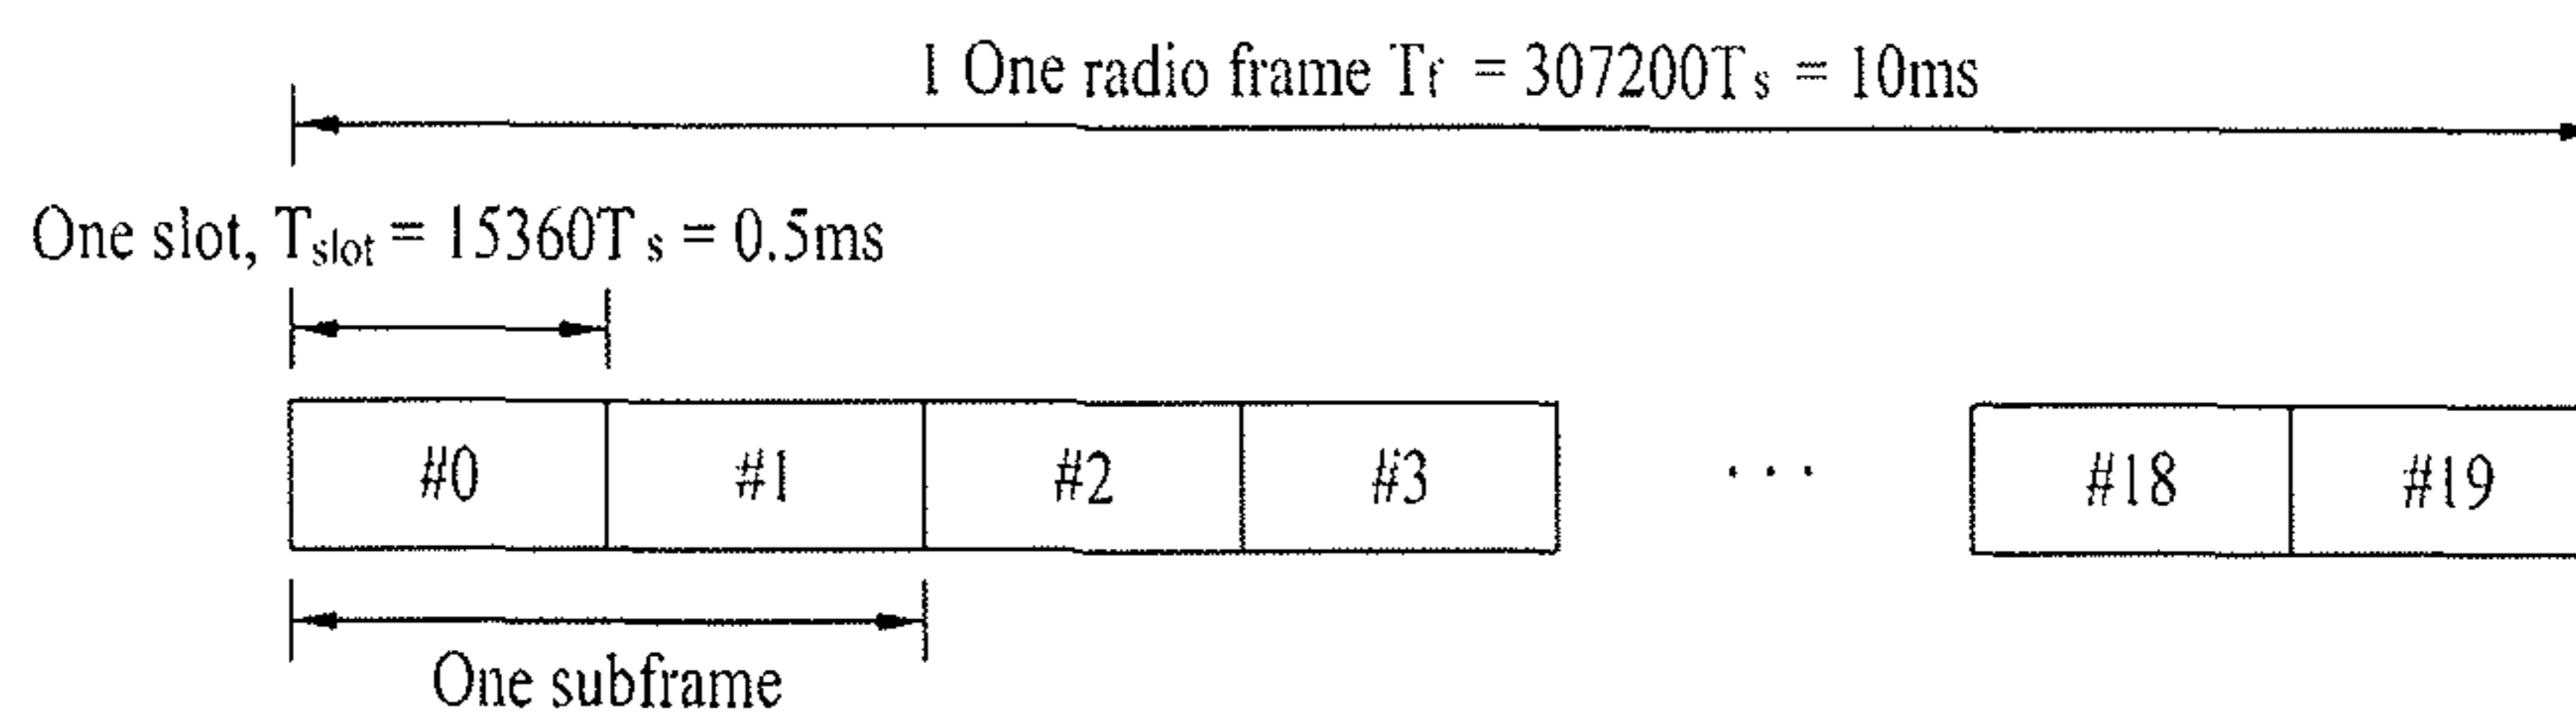 1 One radio frame Tf = 307200Ts = 10ms
One slot, Tslot = 15360Ts = 0.5ms
#0 #1 #2 #3 ··· #18 #19
One subframe